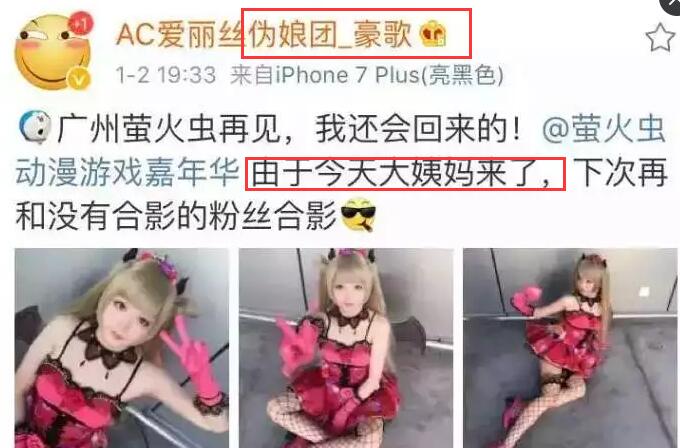 +1
AC爱丽丝伪娘团_豪歌
1-2 19:33 来自iPhone 7 Plus(亮黑色)
广州萤火虫再见，我还会回来的！@萤火虫
动漫游戏嘉年华 由于今天大姨妈来了，下次再
和没有合影的粉丝合影